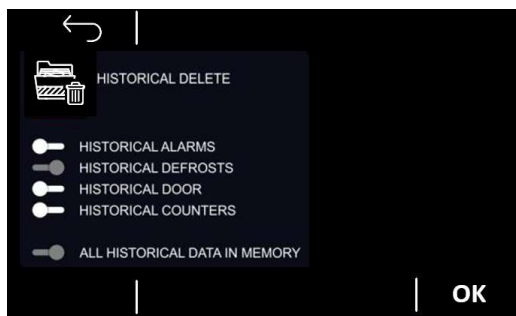 HISTORICAL DELETE
HISTORICAL ALARMS
HISTORICAL DEFROSTS
HISTORICAL DOOR
HISTORICAL COUNTERS
ALL HISTORICAL DATA IN MEMORY
OK